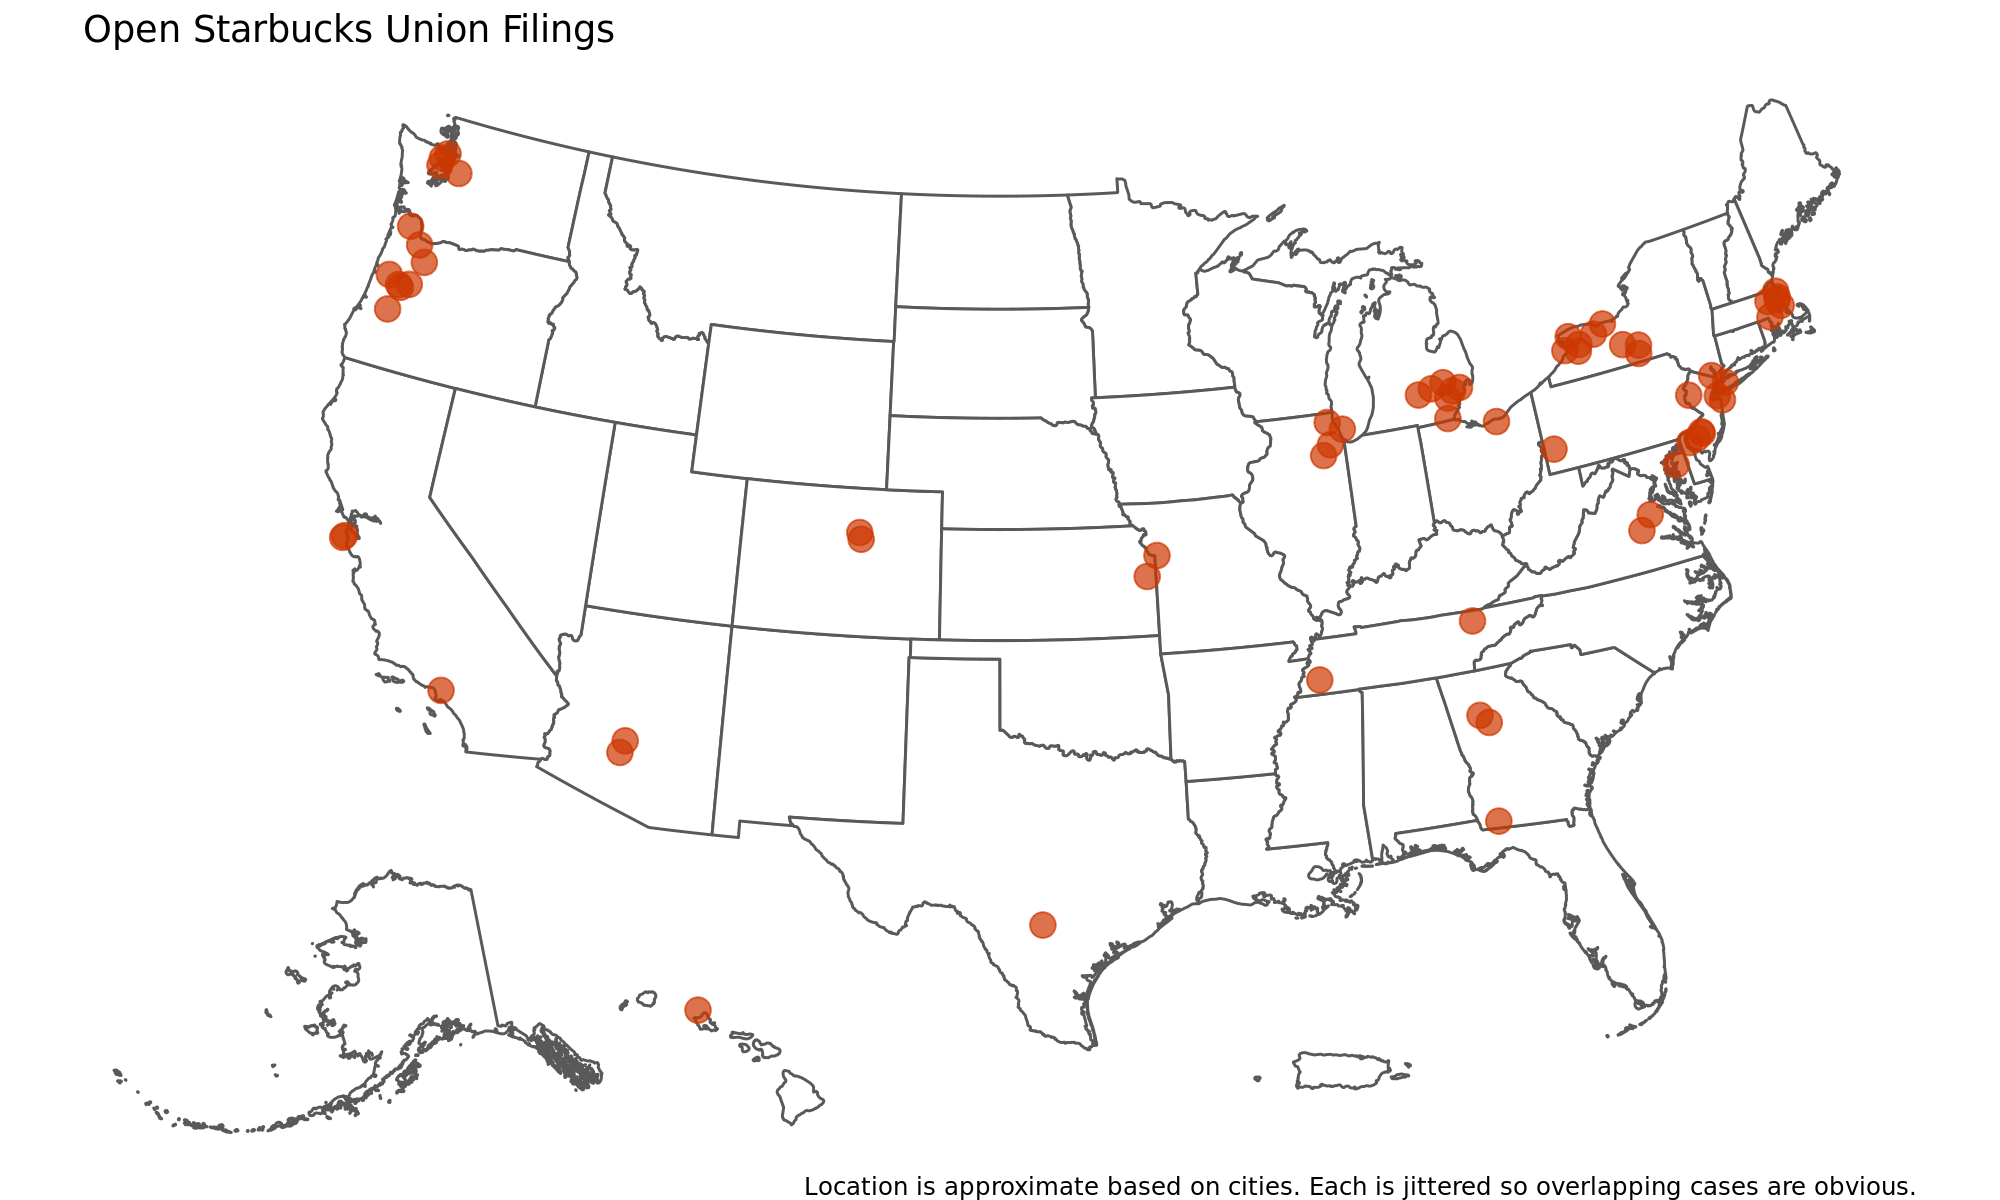 Open Starbucks Union Filings
Location is approximate based on cities. Each is jittered so overlapping cases are obvious.